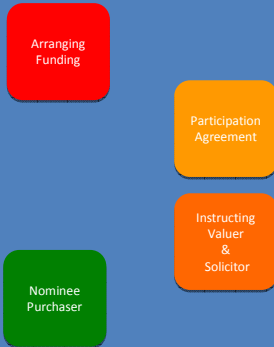 Arranging
Funding
Participation
Agreement
Instructing
Valuer
&
Solicitor
Nominee
Purchaser